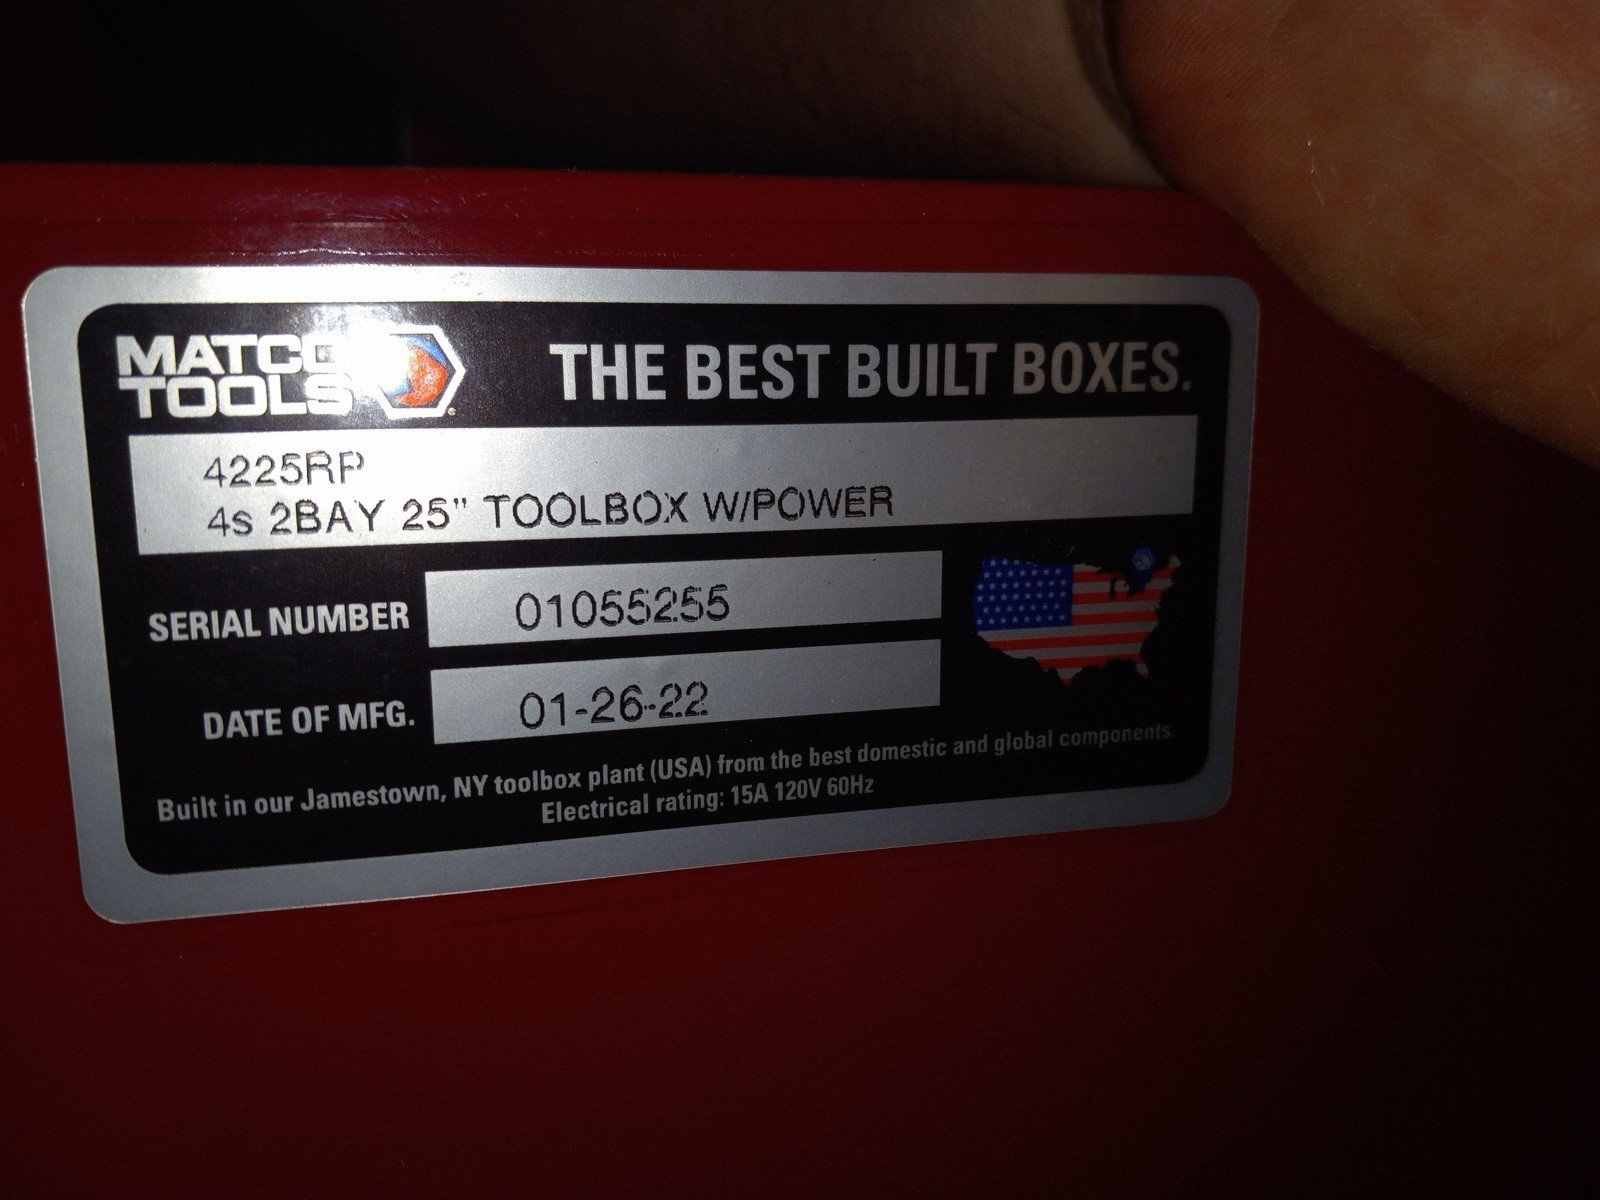 MATCO
TOOLS
THE BEST BUILT BOXES.
4225RP
4s 2BAY 25" TOOLBOX W/POWER
SERIAL NUMBER 01055255
DATE OF MFG. 01-26-22
Built in our Jamestown, NY toolbox plant (USA) from the best domestic and global components.
Electrical rating: 15A 120V 60Hz